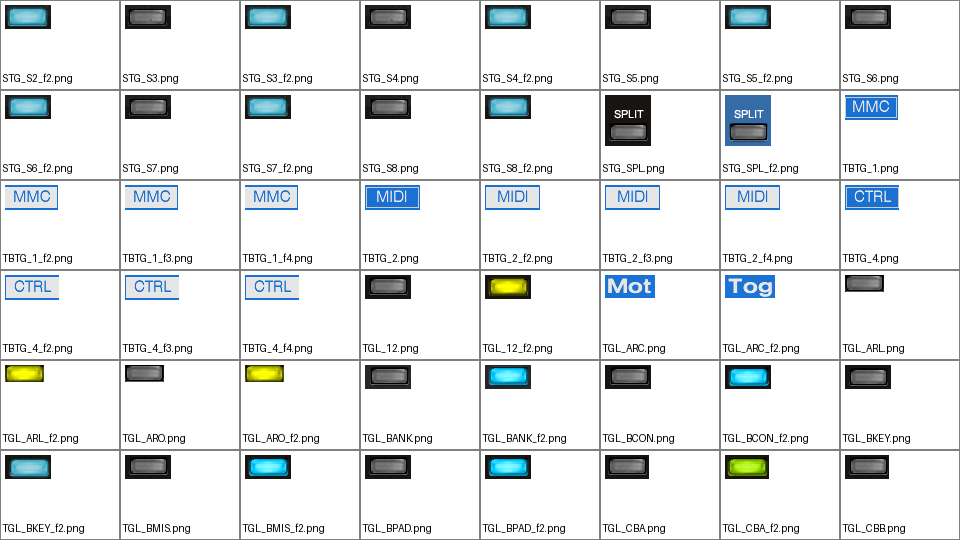 STG_S2_f2.png STG_S3.png STG_S3_f2.png STG_S4.png STG_S4_f2.png STG_S5.png STG_S5_f2.png STG_S6.png
SPLIT SPLIT MMC
STG_S6_f2.png STG_S7.png STG_S7_f2.png STG_S8.png STG_S8_f2.png STG_SPL.png STG_SPL_f2.png TBTG_1.png
MMC MMC MMC MIDI MIDI MIDI MIDI CTRL
TBTG_1_f2.png TBTG_1_f3.png TBTG_1_f4.png TBTG_2.png TBTG_2_f2.png TBTG_2_f3.png TBTG_2_f4.png TBTG_4.png
CTRL CTRL CTRL Mot Tog
TBTG_4_f2.png TBTG_4_f3.png TBTG_4_f4.png TGL_12.png TGL_12_f2.png TGL_ARC.png TGL_ARC_f2.png TGL_ARL.png
TGL_ARL_f2.png TGL_ARO.png TGL_ARO_f2.png TGL_BANK.png TGL_BANK_f2.png TGL_BCON.png TGL_BCON_f2.png TGL_BKEY.png
TGL_BKEY_f2.png TGL_BMIS.png TGL_BMIS_f2.png TGL_BPAD.png TGL_BPAD_f2.png TGL_CBA.png TGL_CBA_f2.png TGL_CBB.png